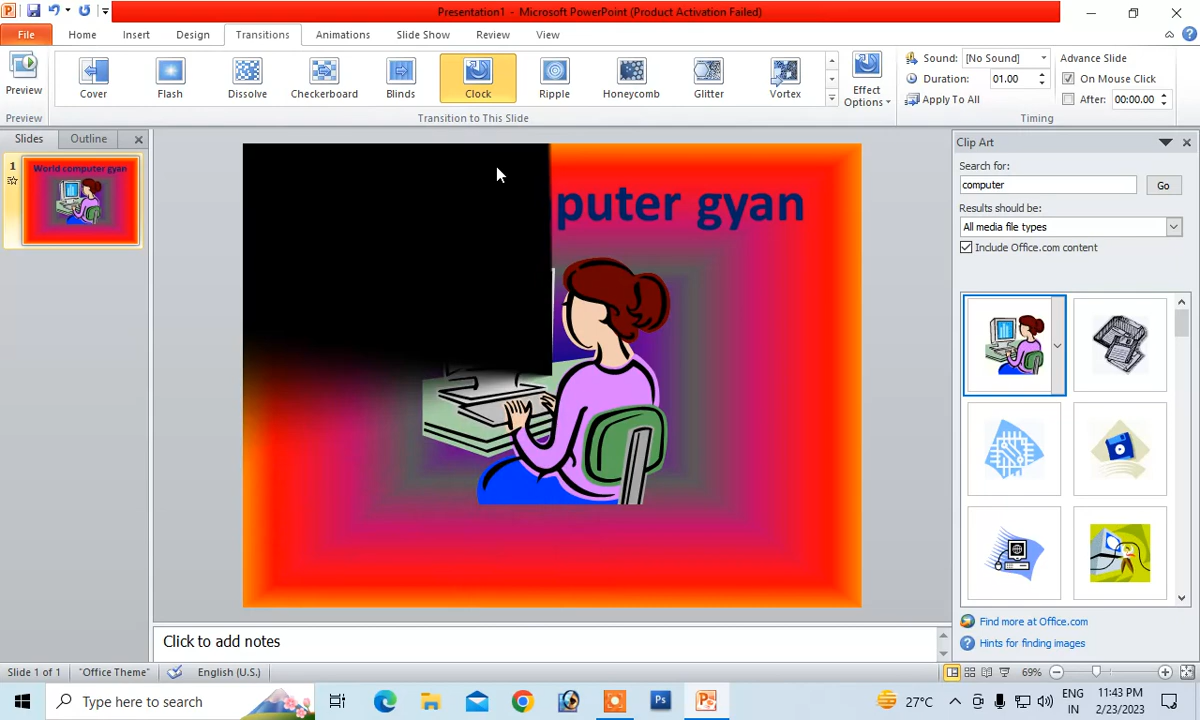 Presentation1 - Microsoft PowerPoint (Product Activation Failed)
File Home Insert Design Transitions Animations Slide Show Review View
Preview
Cover Flash Dissolve Checkerboard Blinds Clock Ripple Honeycomb Glitter Vortex
Effect
Options
Sound: [No Sound]
Duration: 01.00
Apply To All
Advance Slide
On Mouse Click
After: 00:00.00
Preview Transition to This Slide Timing
Slides Outline
1
World computer gyan
puter gyan
Clip Art
Search for:
computer Go
Results should be:
All media file types
Include Office.com content
Find more at Office.com
Hints for finding images
Click to add notes
Slide 1 of 1 "Office Theme" English (U.S.) 69%
Type here to search
Ps
27°C
ENG
IN
11:43 PM
2/23/2023